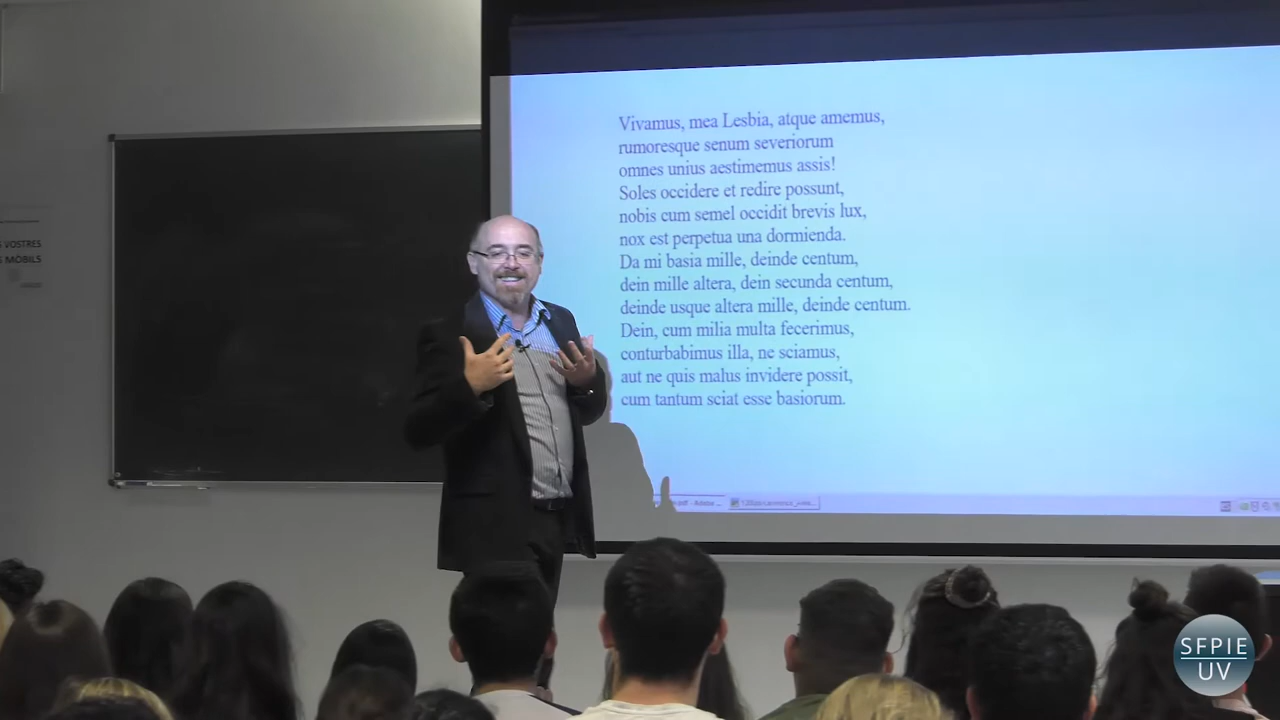 VOSTRES
MÒBILS
Vivamus, mea Lesbia, atque amemus,
rumoresque senum severiorum
omnes unius aestimemus assis!
Soles occidere et redire possunt,
nobis cum semel occidit brevis lux,
nox est perpetua una dormienda.
Da mi basia mille, deinde centum,
dein mille altera, dein secunda centum,
deinde usque altera mille, deinde centum.
Dein, cum milia multa fecerimus,
conturbabimus illa, ne sciamus,
aut ne quis malus invidere possit,
cum tantum sciat esse basiorum.
SFPIE
UV